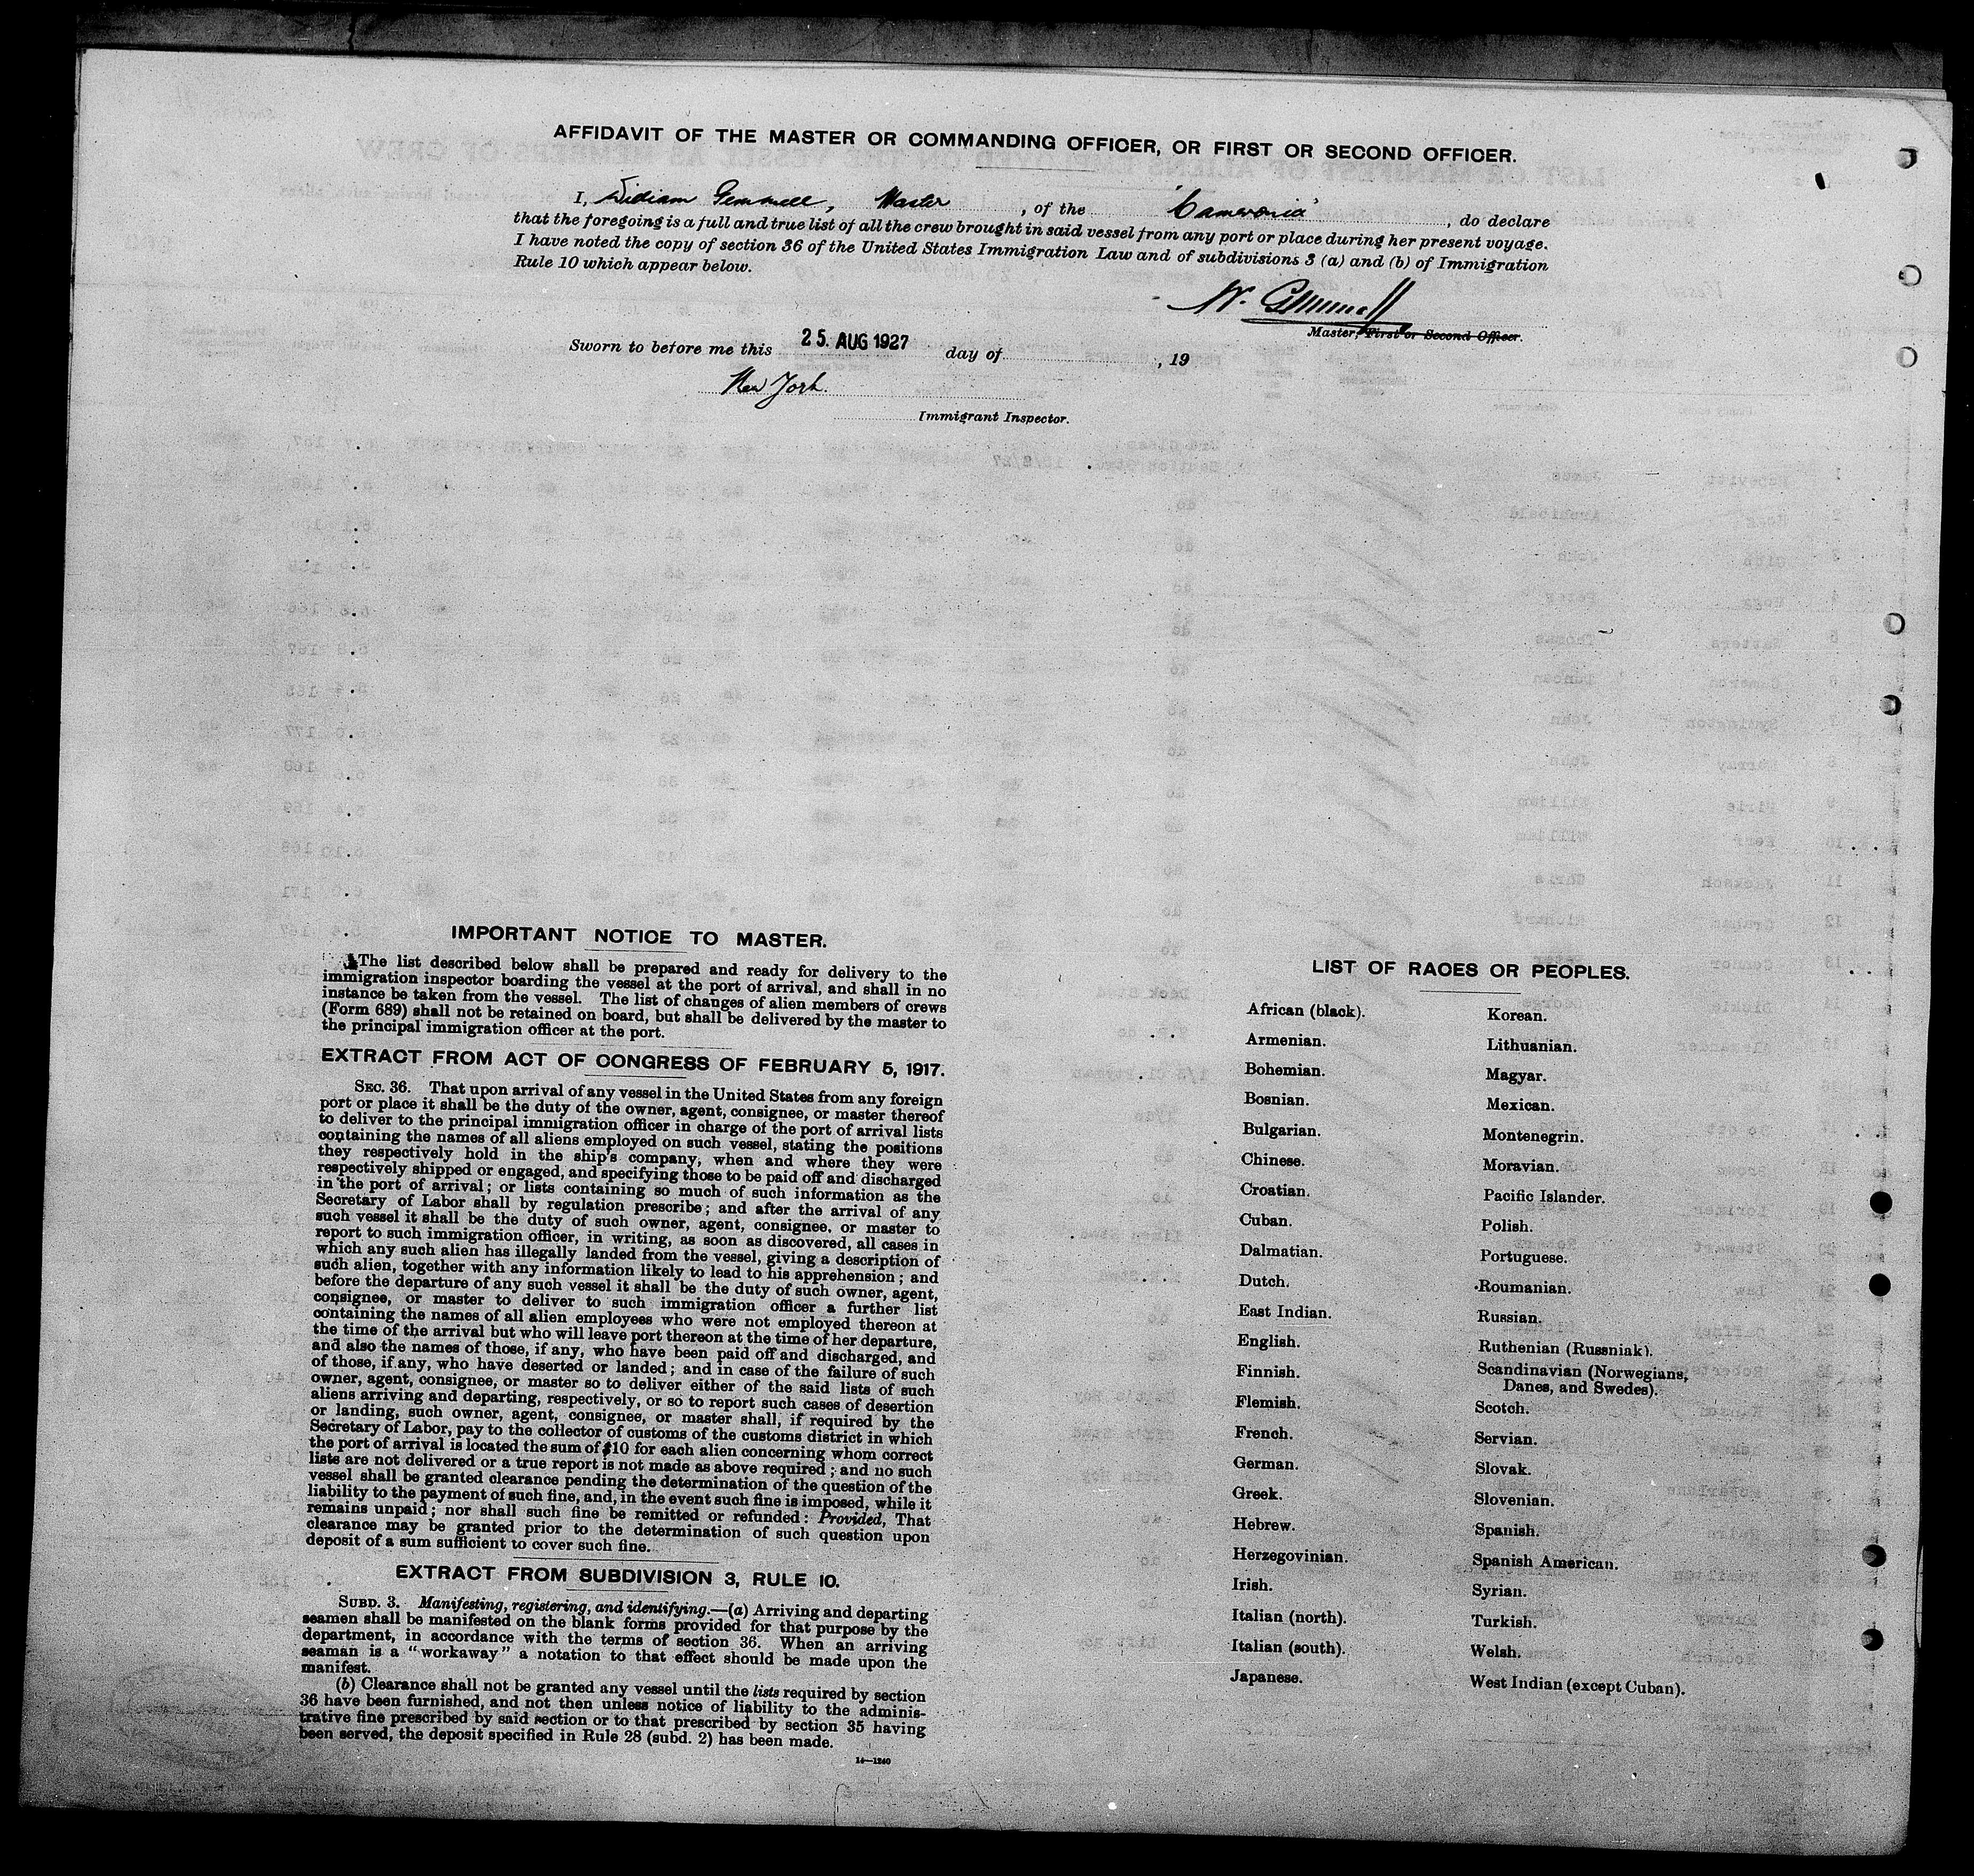 AFFIDAVIT OF THE MASTER OR COMMANDING OFFICER, OR FIRST OR SECOND OFFICER.
I, William Gemmell, Master, of the "Cameronia", do declare
that the foregoing is a full and true list of all the crew brought in said vessel from any port or place during her present voyage.
I have noted the copy of section 36 of the United States Immigration Law and of subdivisions 3 (a) and (b) of Immigration
Rule 10 which appear below.
W. Gemmell
Master, First or Second Officer.
Sworn to before me this 25. AUG 1927 day of , 19
New York.
Immigrant Inspector.
IMPORTANT NOTICE TO MASTER.
The list described below shall be prepared and ready for delivery to the
immigration inspector boarding the vessel at the port of arrival, and shall in no
instance be taken from the vessel. The list of changes of alien members of crews
(Form 689) shall not be retained on board, but shall be delivered by the master to
the principal immigration officer at the port.
EXTRACT FROM ACT OF CONGRESS OF FEBRUARY 5, 1917.
SEC. 36. That upon arrival of any vessel in the United States from any foreign
port or place it shall be the duty of the owner, agent, consignee, or master thereof
to deliver to the principal immigration officer in charge of the port of arrival lists
containing the names of all aliens employed on such vessel, stating the positions
they respectively hold in the ship's company, when and where they were
respectively shipped or engaged, and specifying those to be paid off and discharged
in the port of arrival; or lists containing so much of such information as the
Secretary of Labor shall by regulation prescribe; and after the arrival of any
such vessel it shall be the duty of such owner, agent, consignee, or master to
report to such immigration officer, in writing, as soon as discovered, all cases in
which any such alien has illegally landed from the vessel, giving a description of
such alien, together with any information likely to lead to his apprehension; and
before the departure of any such vessel it shall be the duty of such owner, agent,
consignee, or master to deliver to such immigration officer a further list
containing the names of all alien employees who were not employed thereon at
the time of the arrival but who will leave port thereon at the time of her departure,
and also the names of those, if any, who have been paid off and discharged, and
of those, if any, who have deserted or landed; and in case of the failure of such
owner, agent, consignee, or master so to deliver either of the said lists of such
aliens arriving and departing, respectively, or so to report such cases of desertion
or landing, such owner, agent, consignee, or master shall, if required by the
Secretary of Labor, pay to the collector of customs of the customs district in which
the port of arrival is located the sum of $10 for each alien concerning whom correct
lists are not delivered or a true report is not made as above required; and no such
vessel shall be granted clearance pending the determination of the question of the
liability to the payment of such fine, and, in the event such fine is imposed, while it
remains unpaid; nor shall such fine be remitted or refunded: Provided, That
clearance may be granted prior to the determination of such question upon
deposit of a sum sufficient to cover such fine.
EXTRACT FROM SUBDIVISION 3, RULE 10.
SUBD. 3. Manifesting, registering, and identifying.—(a) Arriving and departing
seamen shall be manifested on the blank forms provided for that purpose by the
department, in accordance with the terms of section 36. When an arriving
seaman is a "workaway" a notation to that effect should be made upon the
manifest.
(b) Clearance shall not be granted any vessel until the lists required by section
36 have been furnished, and not then unless notice of liability to the adminis-
trative fine prescribed by said section or to that prescribed by section 35 having
been served, the deposit specified in Rule 28 (subd. 2) has been made.
14—1240
LIST OF RACES OR PEOPLES.
African (black).
Armenian.
Bohemian.
Bosnian.
Bulgarian.
Chinese.
Croatian.
Cuban.
Dalmatian.
Dutch.
East Indian.
English.
Finnish.
Flemish.
French.
German.
Greek.
Hebrew.
Herzegovinian.
Irish.
Italian (north).
Italian (south).
Japanese.
Korean.
Lithuanian.
Magyar.
Mexican.
Montenegrin.
Moravian.
Pacific Islander.
Polish.
Portuguese.
Roumanian.
Russian.
Ruthenian (Russniak).
Scandinavian (Norwegians,
Danes, and Swedes).
Scotch.
Servian.
Slovak.
Slovenian.
Spanish.
Spanish American.
Syrian.
Turkish.
Welsh.
West Indian (except Cuban).